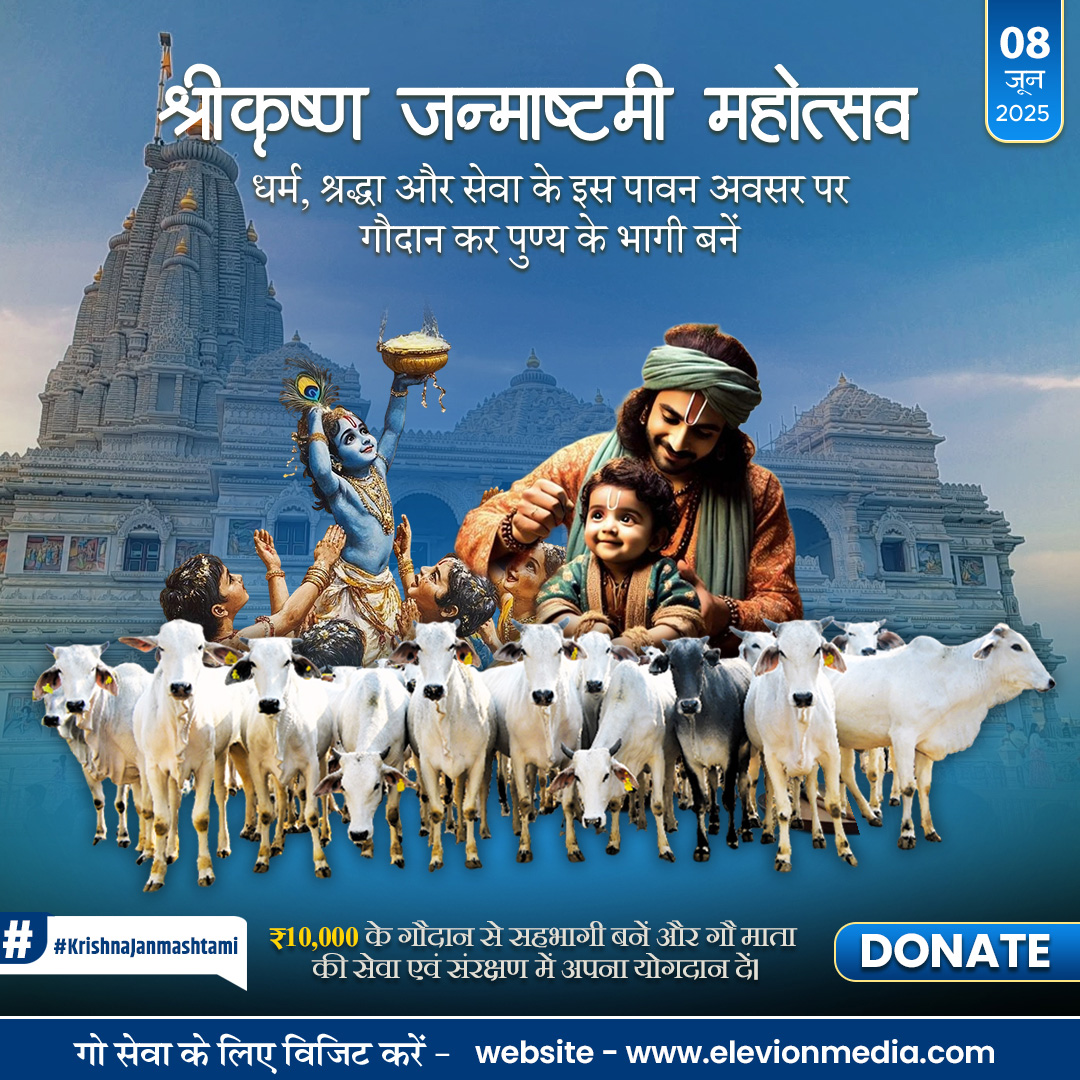 08
जून
2025
श्रीकृष्ण जन्माष्टमी महोत्सव
धर्म, श्रद्धा और सेवा के इस पावन अवसर पर
गौदान कर पुण्य के भागी बनें
# #KrishnaJanmashtami
₹10,000 के गौदान से सहभागी बनें और गौ माता
की सेवा एवं संरक्षण में अपना योगदान दें।
DONATE
गो सेवा के लिए विजिट करें - website - www.elevionmedia.com